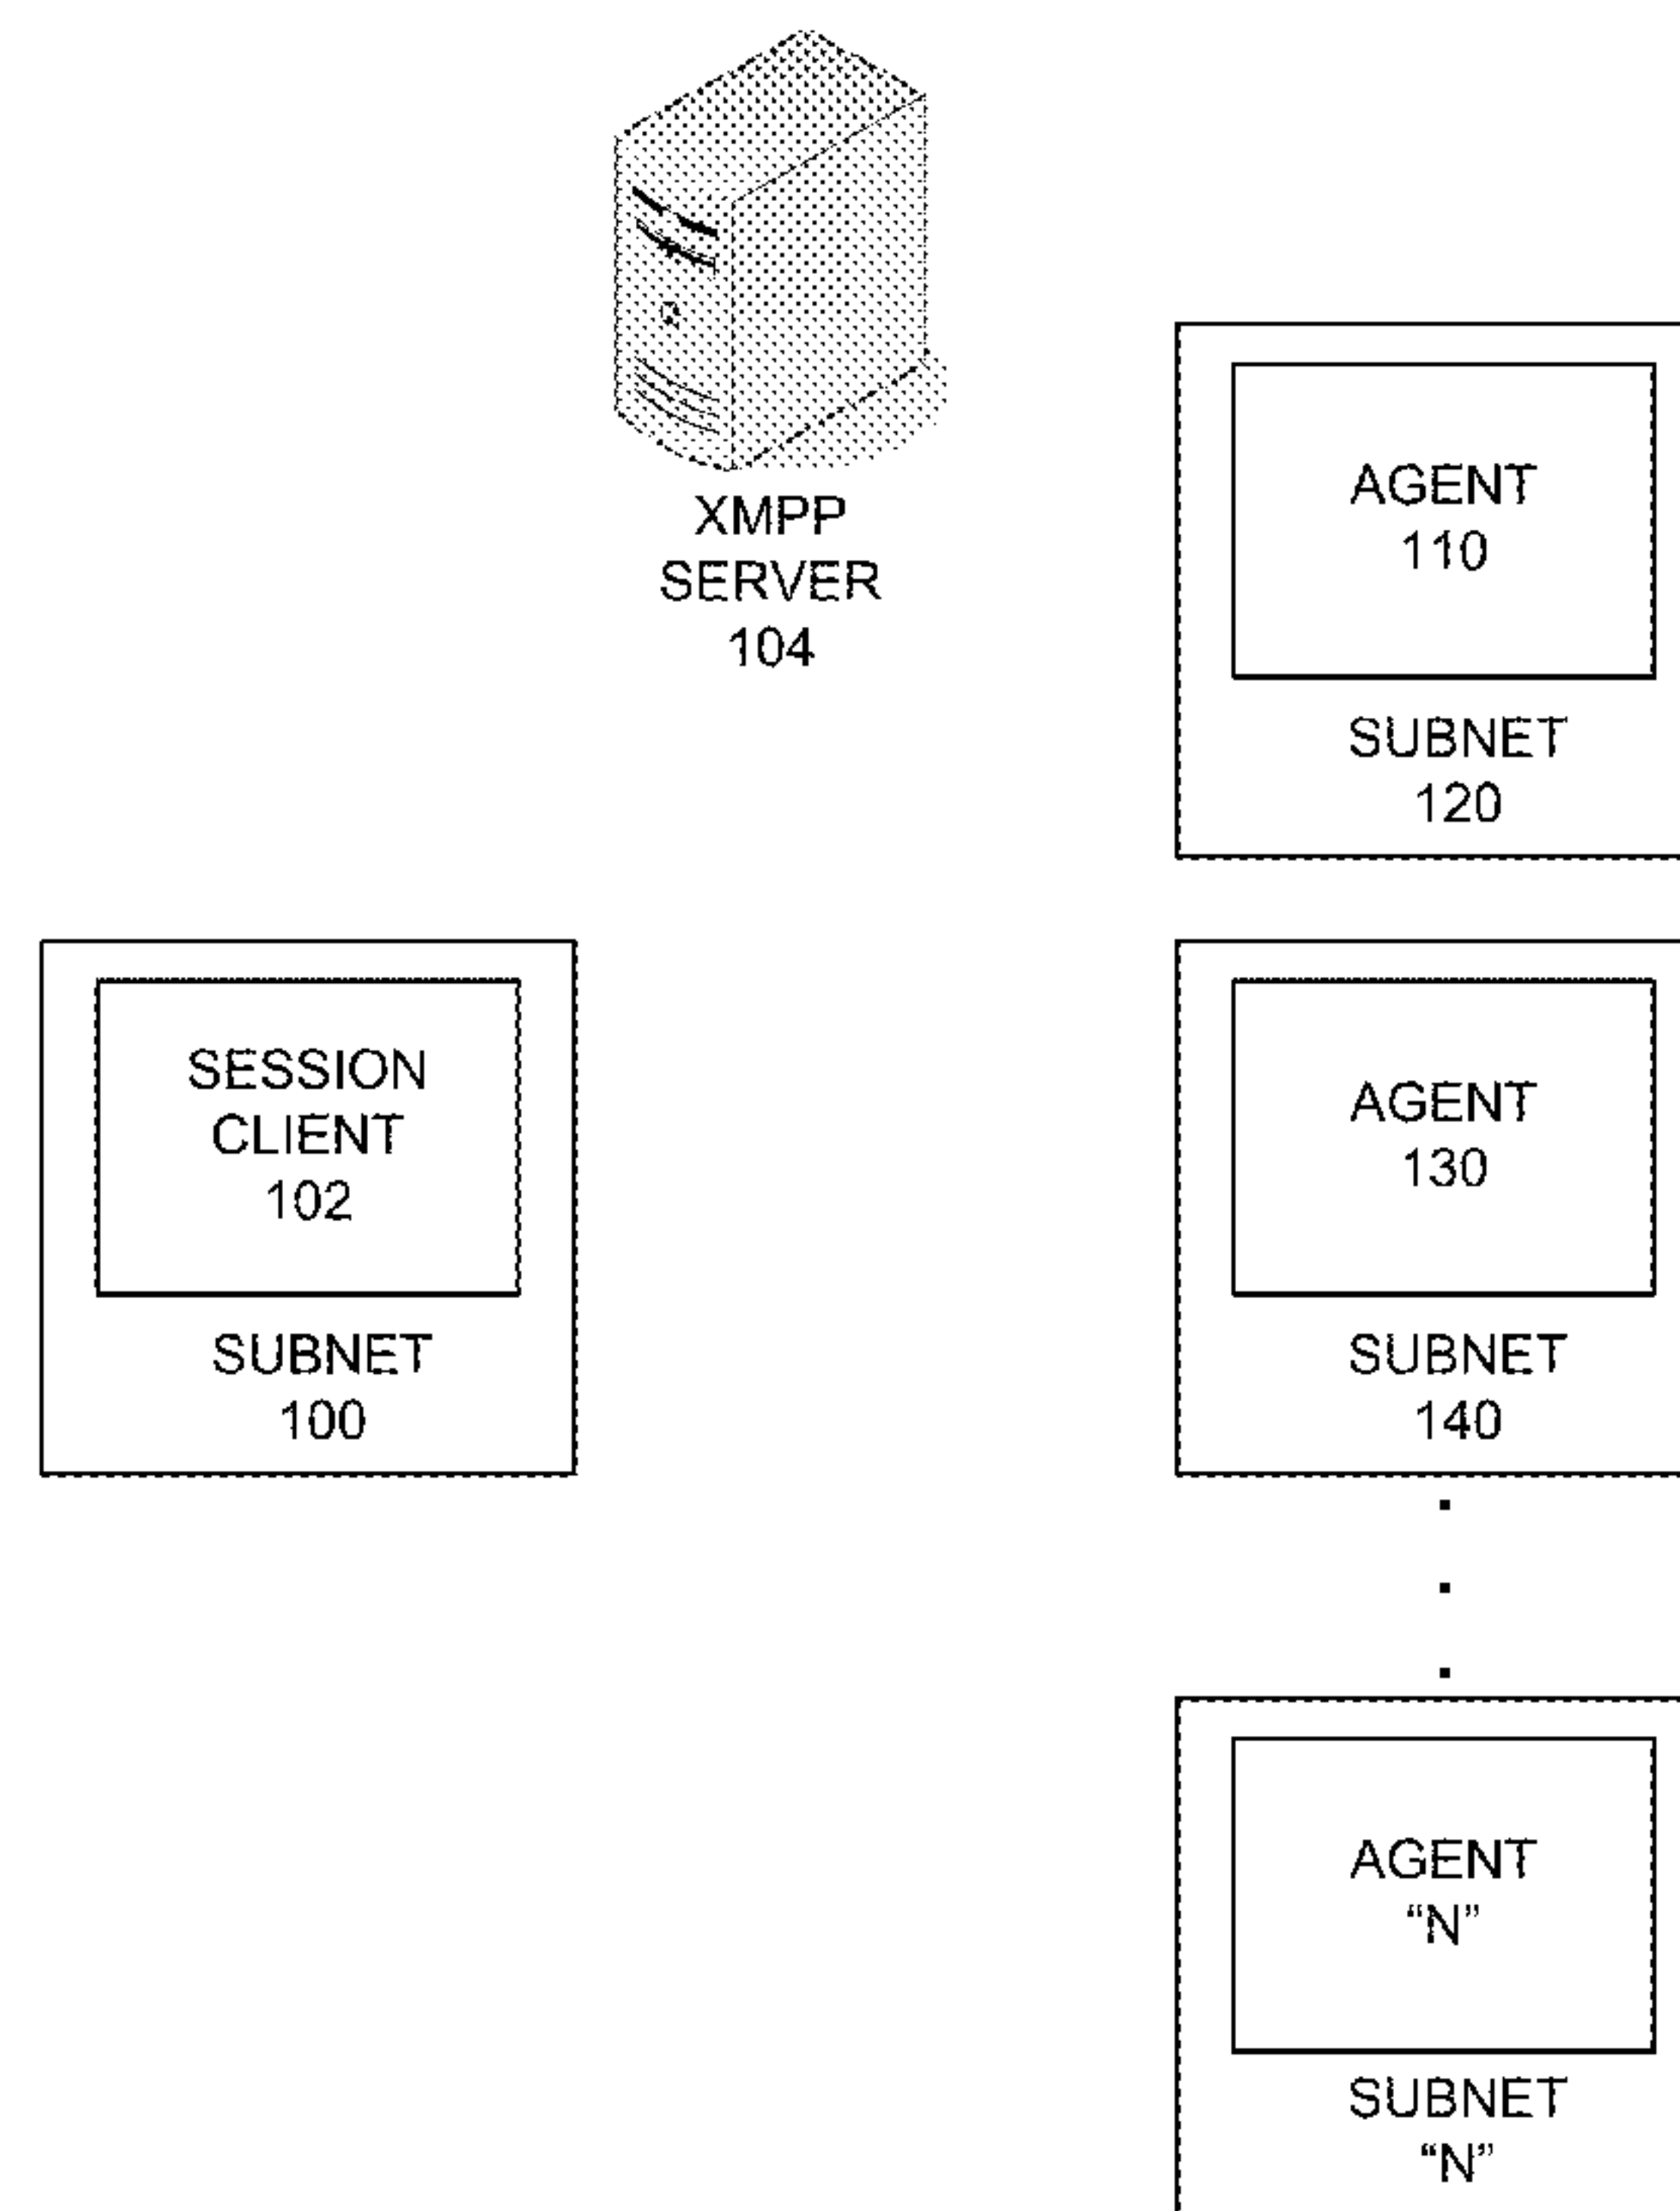 XMPP
SERVER
104
AGENT
110
SUBNET
120
SESSION
CLIENT
102
SUBNET
100
AGENT
130
SUBNET
140
AGENT
“N”
SUBNET
“N”